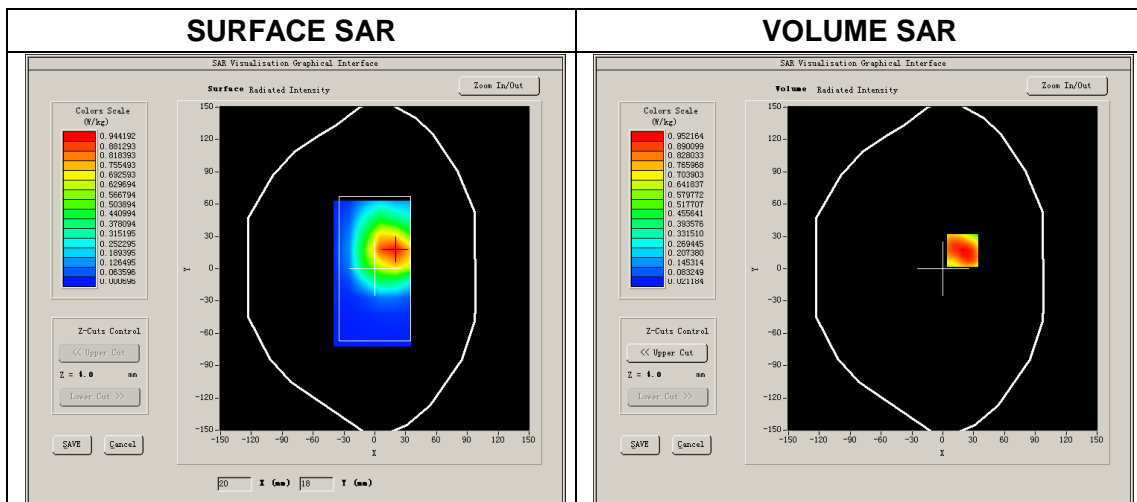 SURFACE SAR
VOLUME SAR
SAR Visualisation Graphical Interface
Surface Radiated Intensity
Zoom In/Out
Colors Scale
(W/kg)
0.944192
0.881293
0.818393
0.755493
0.692593
0.629694
0.566794
0.503894
0.440994
0.378094
0.315195
0.252295
0.189395
0.126495
0.063596
0.000696
150
120
90
60
30
0
-30
-60
-90
-120
-150
Y
-150 -120 -90 -60 -30 0 30 60 90 120 150
X
Z-Cuts Control
<< Upper Cut
Z = 4.0 mm
Lower Cut >>
SAVE Cancel
20 X (mm) 18 Y (mm)
SAR Visualisation Graphical Interface
Volume Radiated Intensity
Zoom In/Out
Colors Scale
(W/kg)
0.952164
0.890099
0.828033
0.765968
0.703903
0.641837
0.579772
0.517707
0.455641
0.393576
0.331510
0.269445
0.207380
0.145314
0.083249
0.021184
150
120
90
60
30
0
-30
-60
-90
-120
-150
Y
-150 -120 -90 -60 -30 0 30 60 90 120 150
X
Z-Cuts Control
<< Upper Cut
Z = 4.0 mm
Lower Cut >>
SAVE Cancel